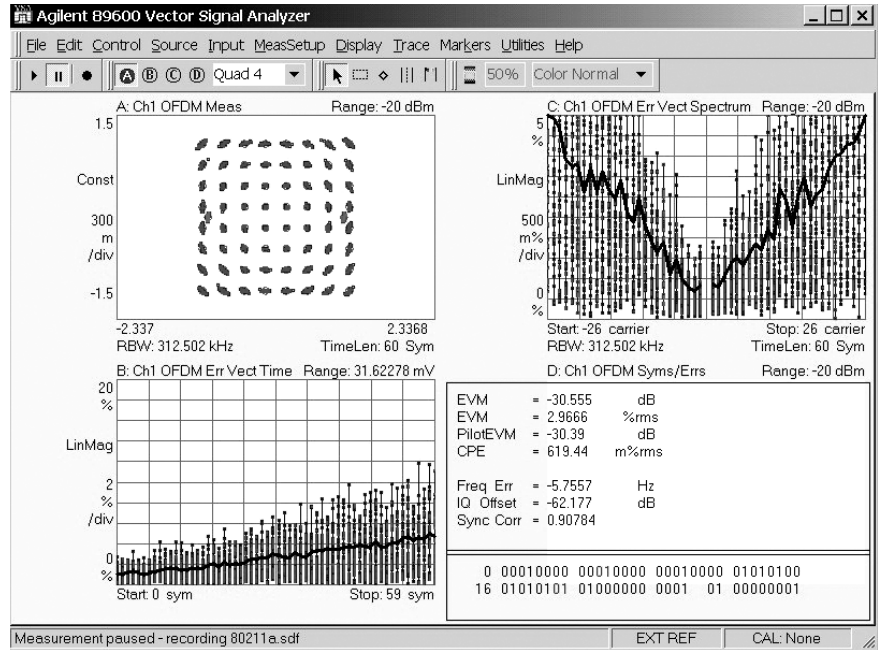 Agilent 89600 Vector Signal Analyzer
File Edit Control Source Input MeasSetup Display Trace Markers Utilities Help
A B C D Quad 4 50% Color Normal
A: Ch1 OFDM Meas Range: -20 dBm
1.5
Const
300
m
/div
-1.5
-2.337 2.3368
RBW: 312.502 kHz TimeLen: 60 Sym
C: Ch1 OFDM Err Vect Spectrum Range: -20 dBm
5
%
LinMag
500
m%
/div
0
%
Start: -26 carrier Stop: 26 carrier
RBW: 312.502 kHz TimeLen: 60 Sym
B: Ch1 OFDM Err Vect Time Range: 31.62278 mV
20
%
LinMag
2
%
/div
0
%
Start: 0 sym Stop: 59 sym
D: Ch1 OFDM Syms/Errs Range: -20 dBm
EVM = -30.555 dB
EVM = 2.9666 %rms
PilotEVM = -30.39 dB
CPE = 619.44 m%rms
Freq Err = -5.7557 Hz
IQ Offset = -62.177 dB
Sync Corr = 0.90784
0 00010000 00010000 00010000 01010100
16 01010101 01000000 0001 01 00000001
Measurement paused - recording 80211a.sdf EXT REF CAL: None